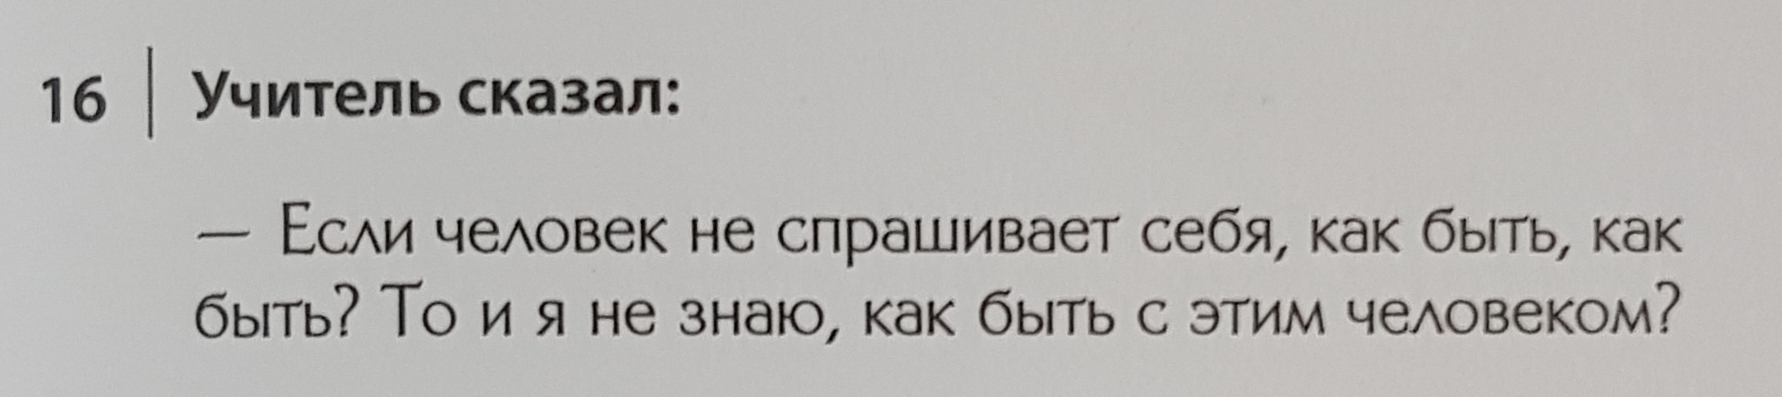 16 | Учитель сказал:
— Если человек не спрашивает себя, как быть, как
быть? То и я не знаю, как быть с этим человеком?